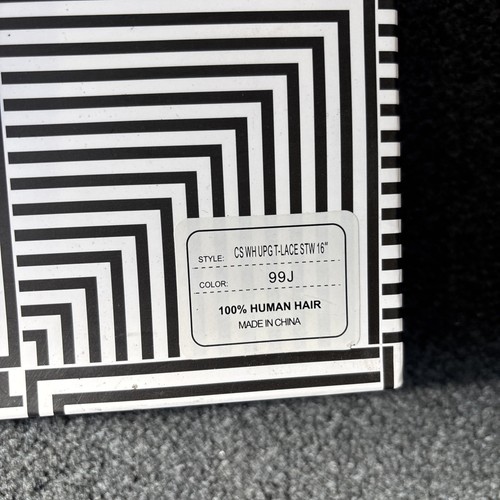 STYLE: CS WH UPG T-LACE STW 16"
COLOR: 99J
100% HUMAN HAIR
MADE IN CHINA